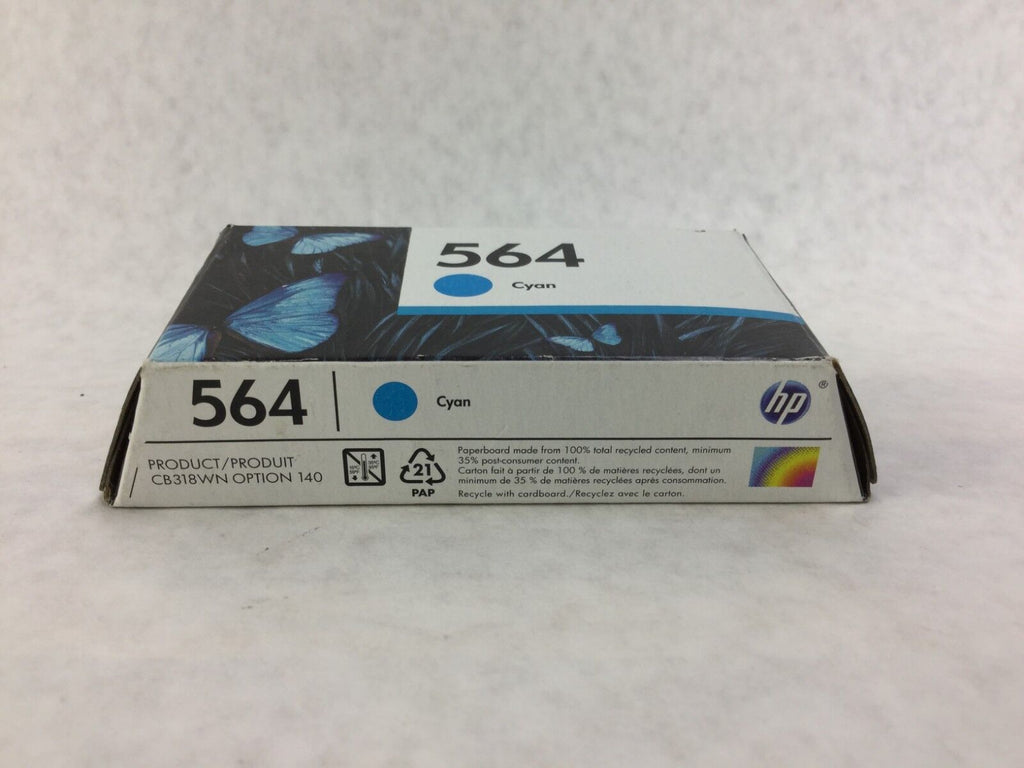 564
Cyan
564
Cyan
hp ®
PRODUCT/PRODUIT
CB318WN OPTION 140
21
PAP
Paperboard made from 100% total recycled content, minimum
35% post-consumer content.
Carton fait à partir de 100 % de matières recyclées, dont un
minimum de 35 % de matières recyclées après consommation.
Recycle with cardboard./Recyclez avec le carton.